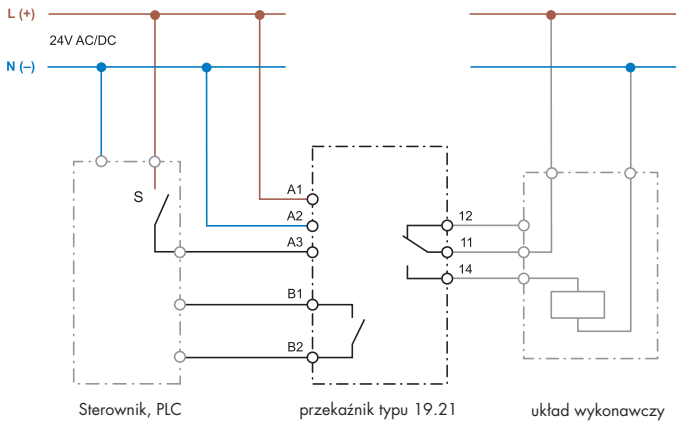 L (+)
24V AC/DC
N (–)
S
A1
A2
A3
B1
B2
12
11
14
Sterownik, PLC
przekaźnik typu 19.21
układ wykonawczy